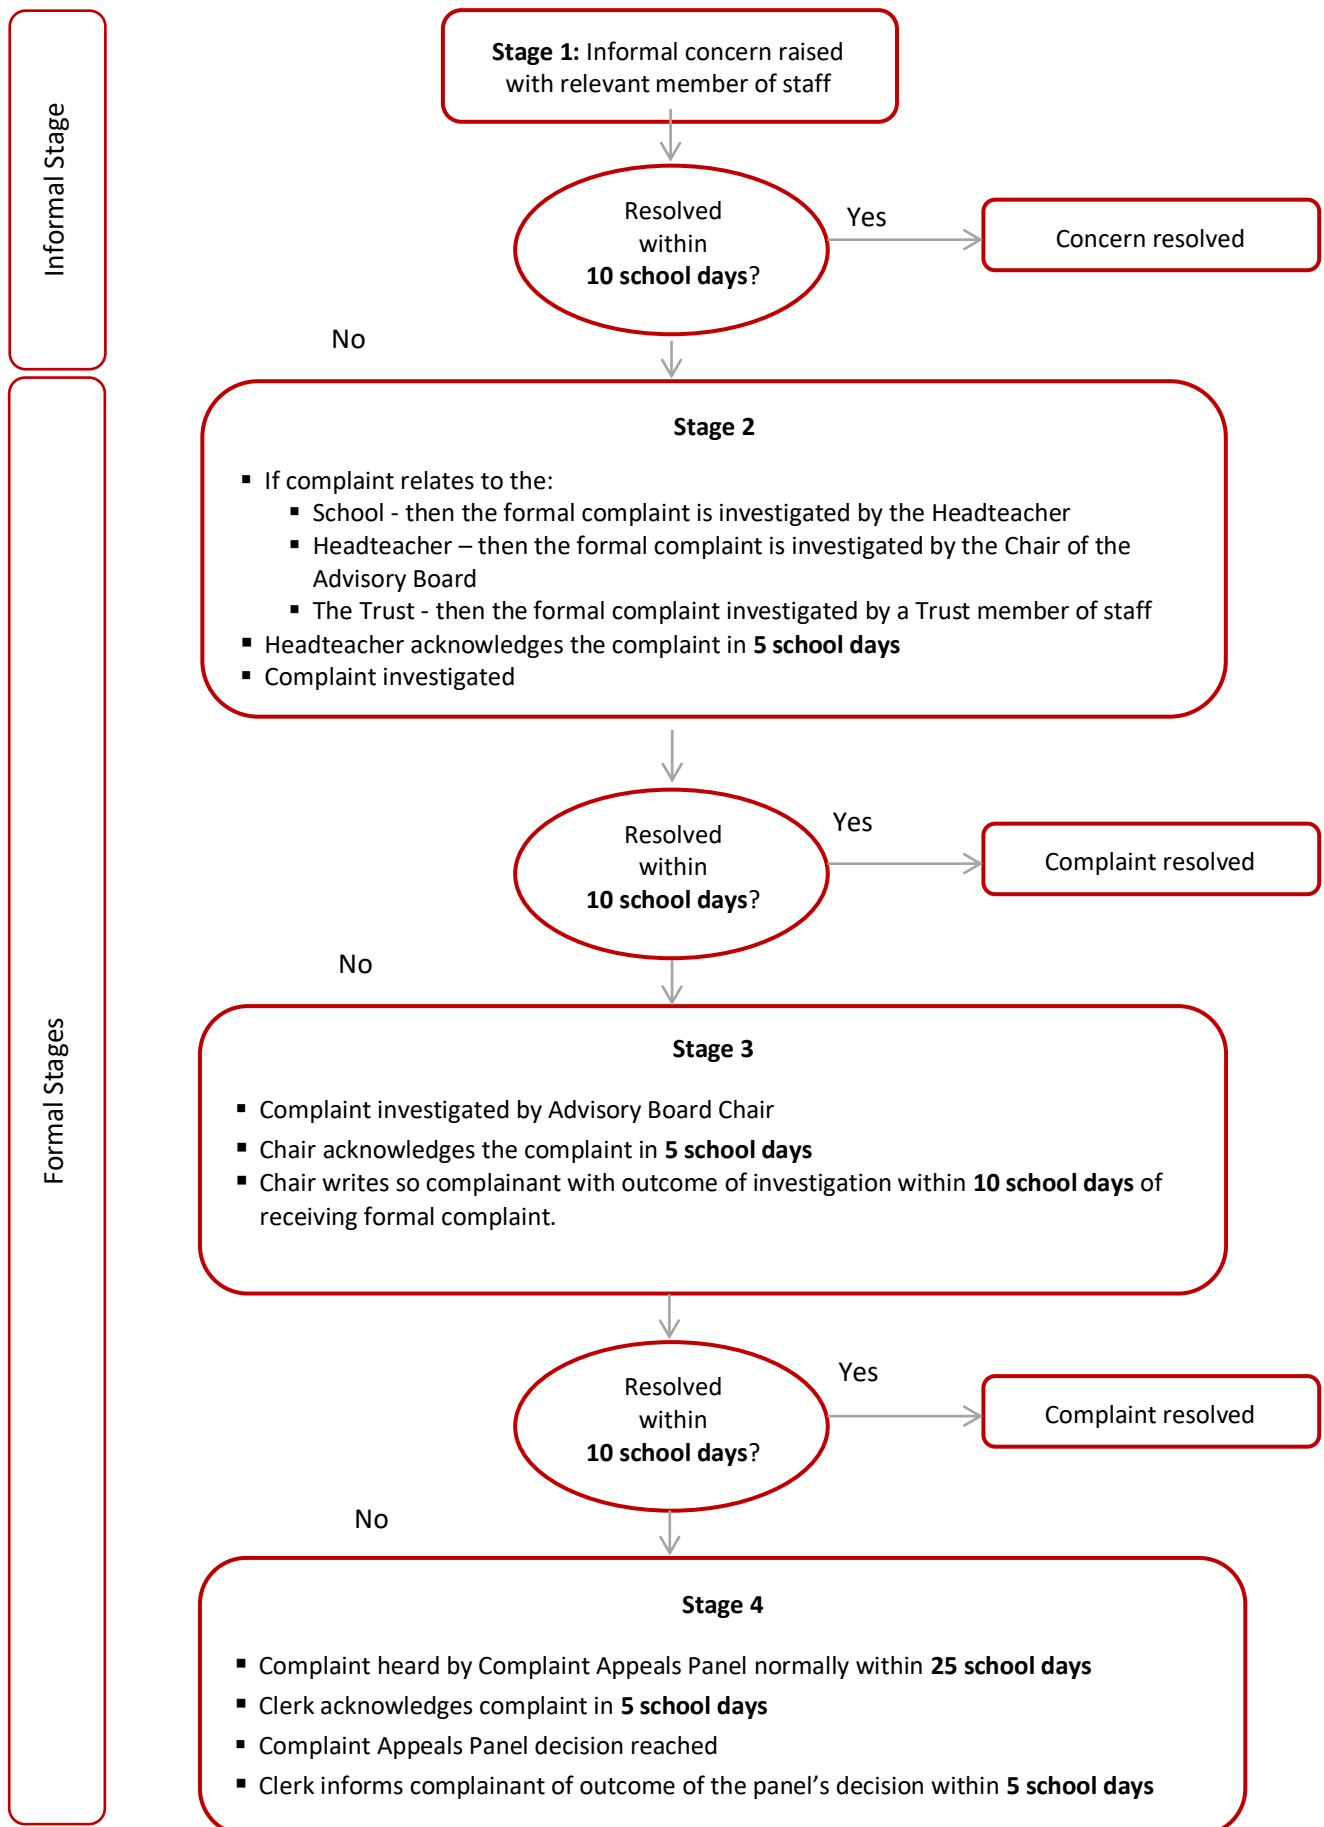 Informal Stage
Stage 1: Informal concern raised
with relevant member of staff
Resolved
within
10 school days?
Yes
Concern resolved
No
Formal Stages
Stage 2
▪ If complaint relates to the:
▪ School - then the formal complaint is investigated by the Headteacher
▪ Headteacher – then the formal complaint is investigated by the Chair of the
Advisory Board
▪ The Trust - then the formal complaint investigated by a Trust member of staff
▪ Headteacher acknowledges the complaint in 5 school days
▪ Complaint investigated
Resolved
within
10 school days?
Yes
Complaint resolved
No
Stage 3
▪ Complaint investigated by Advisory Board Chair
▪ Chair acknowledges the complaint in 5 school days
▪ Chair writes so complainant with outcome of investigation within 10 school days of
receiving formal complaint.
Resolved
within
10 school days?
Yes
Complaint resolved
No
Stage 4
▪ Complaint heard by Complaint Appeals Panel normally within 25 school days
▪ Clerk acknowledges complaint in 5 school days
▪ Complaint Appeals Panel decision reached
▪ Clerk informs complainant of outcome of the panel’s decision within 5 school days